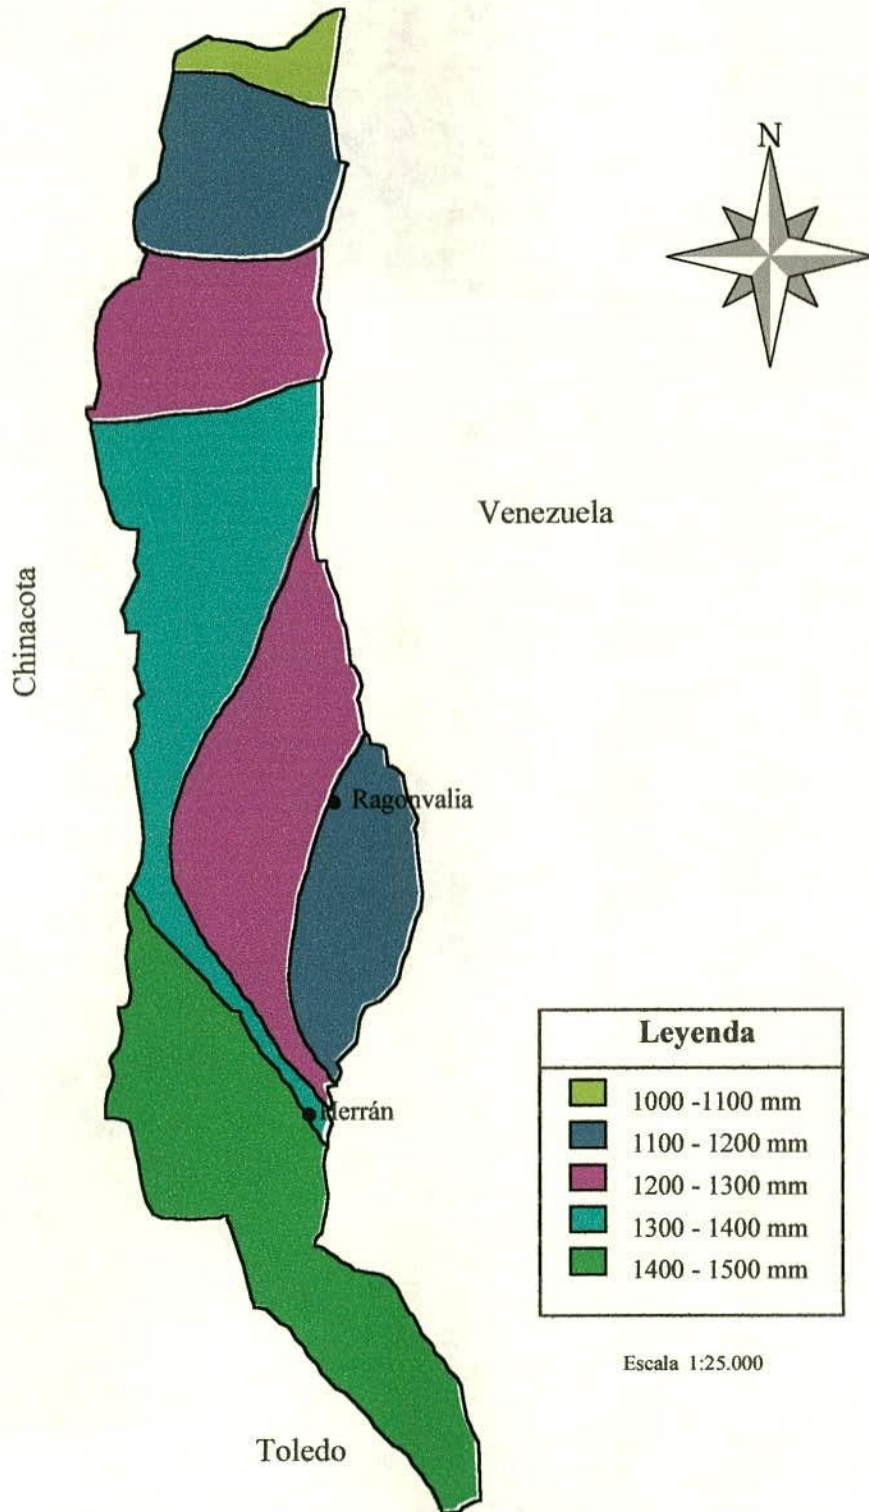 N
Venezuela
Chinacota
Ragonvalia
Herrán
Leyenda
1000 -1100 mm
1100 - 1200 mm
1200 - 1300 mm
1300 - 1400 mm
1400 - 1500 mm
Escala 1:25.000
Toledo